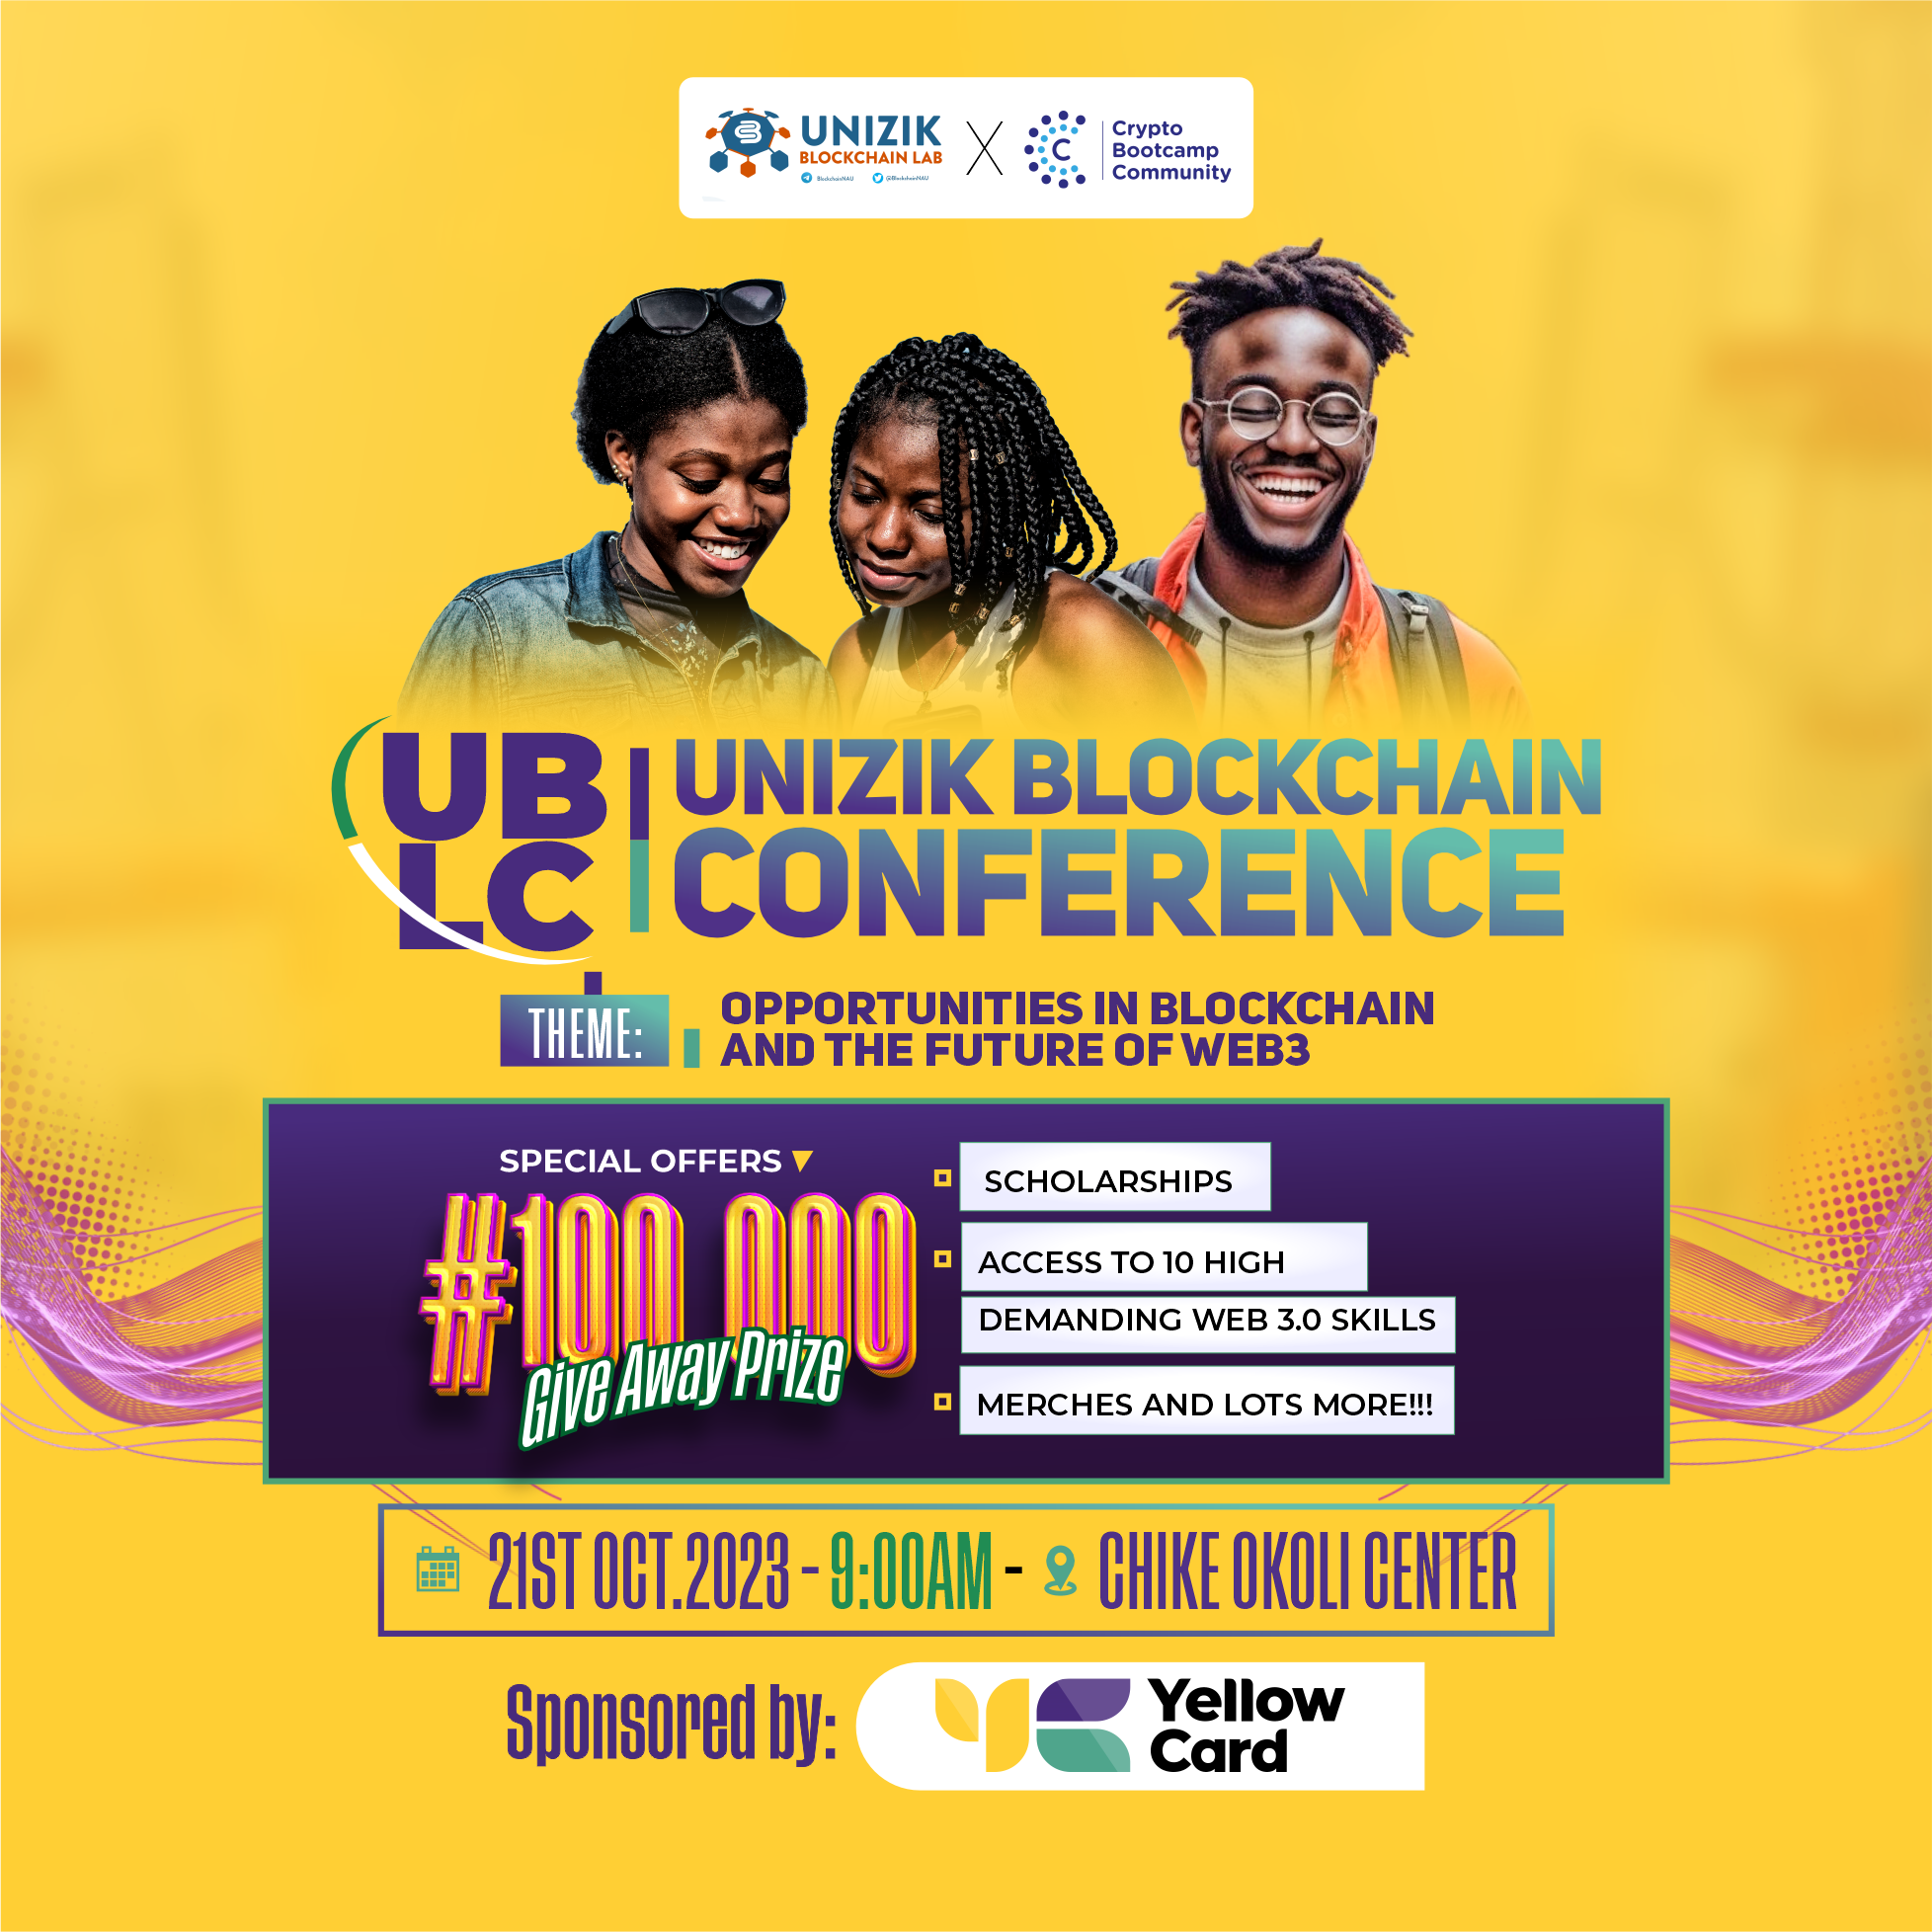 UNIZIK
BLOCKCHAIN LAB
BlockchainNAU @BlockchainNAU
X
C
Crypto
Bootcamp
Community
UB
LC
UNIZIK BLOCKCHAIN
CONFERENCE
THEME:
OPPORTUNITIES IN BLOCKCHAIN
AND THE FUTURE OF WEB3
SPECIAL OFFERS
#100 000
Give Away Prize
SCHOLARSHIPS
ACCESS TO 10 HIGH
DEMANDING WEB 3.0 SKILLS
MERCHES AND LOTS MORE!!!
21ST OCT.2023 - 9:00AM - CHIKE OKOLI CENTER
Sponsored by:
Yellow
Card